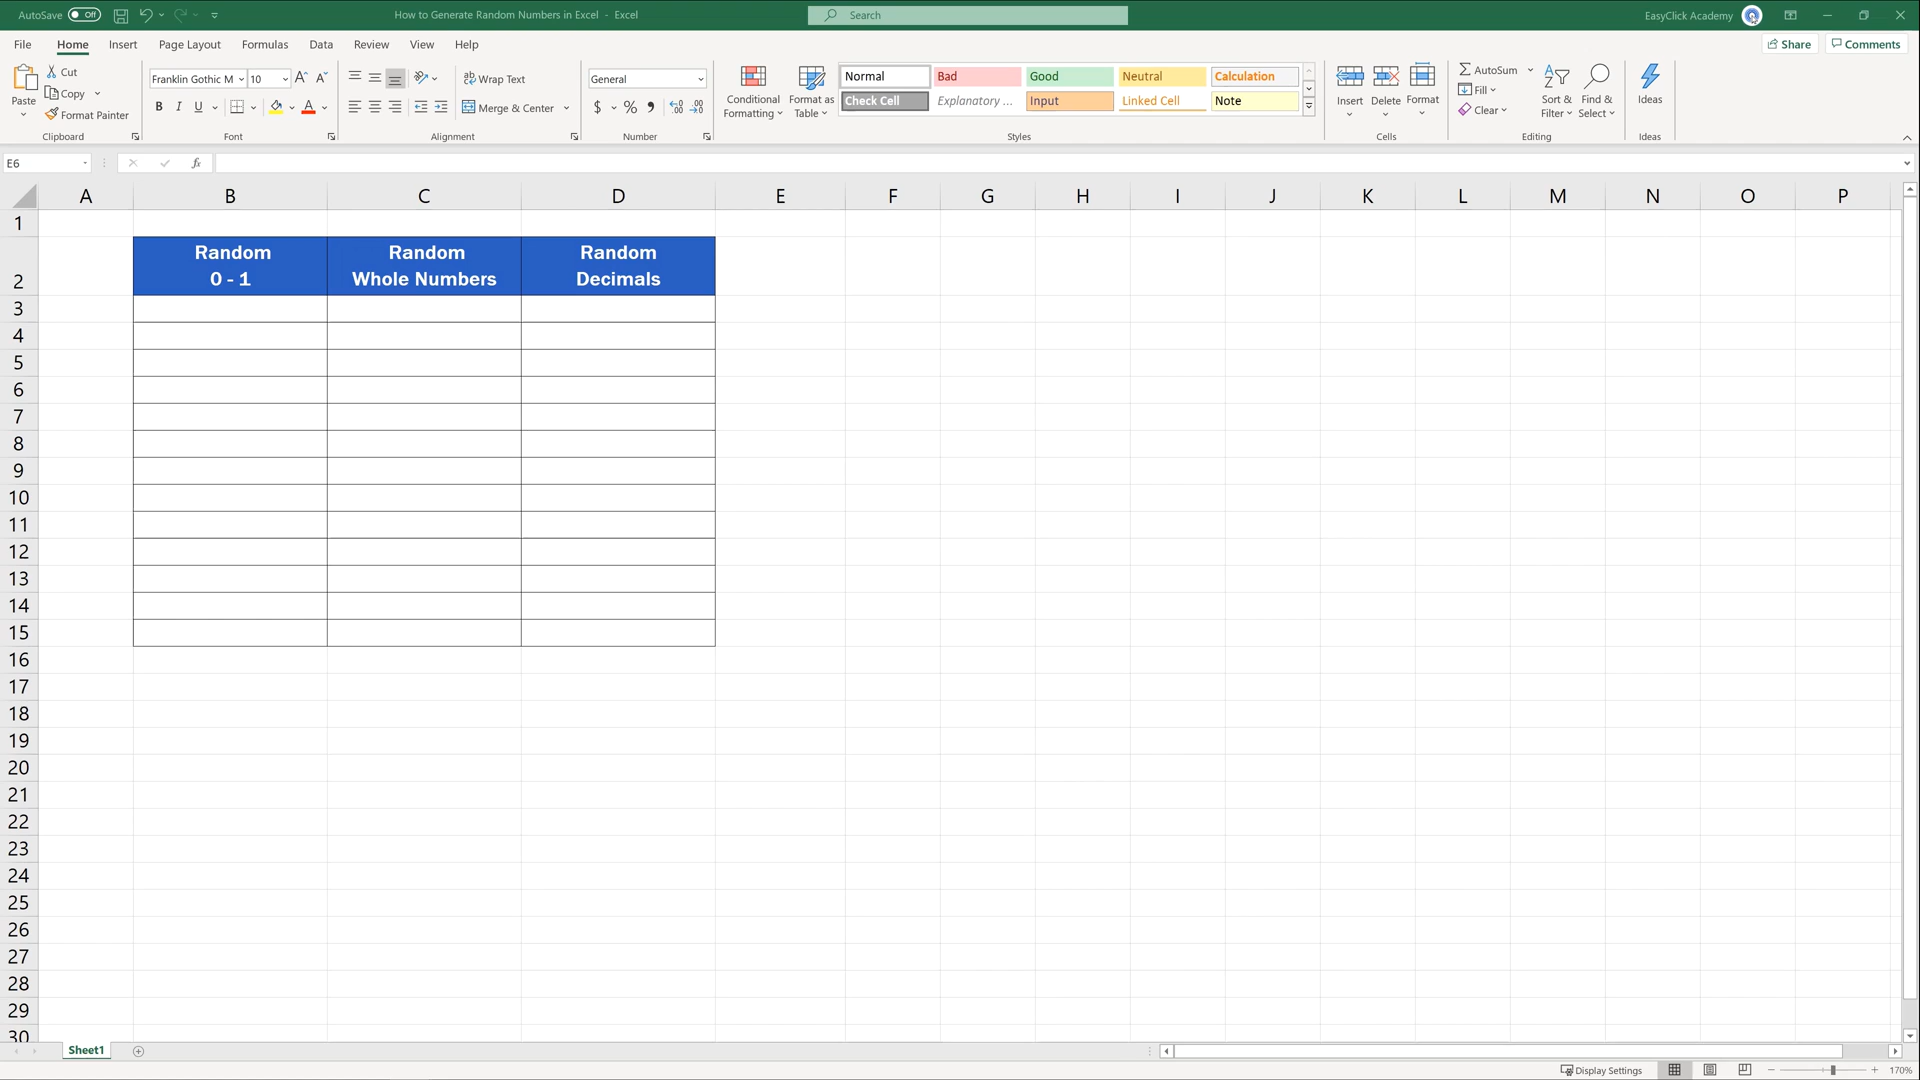 AutoSave Off How to Generate Random Numbers in Excel - Excel Search EasyClick Academy
File Home Insert Page Layout Formulas Data Review View Help Share Comments
Paste
Cut
Copy
Format Painter
Clipboard
Franklin Gothic M 10
B I U
Font
Wrap Text
Merge & Center
Alignment
General
$ % ,
Number
Conditional
Formatting
Format as
Table
Normal Bad Good Neutral Calculation
Check Cell Explanatory ... Input Linked Cell Note
Styles
Insert Delete Format
Cells
AutoSum
Fill
Clear
Sort &
Filter
Find &
Select
Editing
Ideas
Ideas
E6 fx
A B C D E F G H I J K L M N O P
1
2
Random
0 - 1
Random
Whole Numbers
Random
Decimals
3
4
5
6
7
8
9
10
11
12
13
14
15
16
17
18
19
20
21
22
23
24
25
26
27
28
29
30
Sheet1
Display Settings 170%